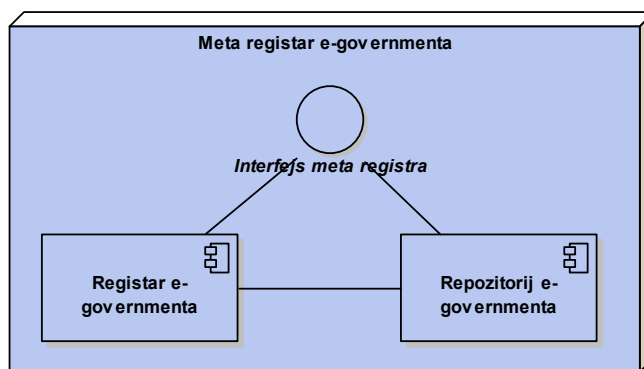 Meta registar e-governmenta
Interfejs meta registra
Registar e-
governmenta
Repozitorij e-
governmenta